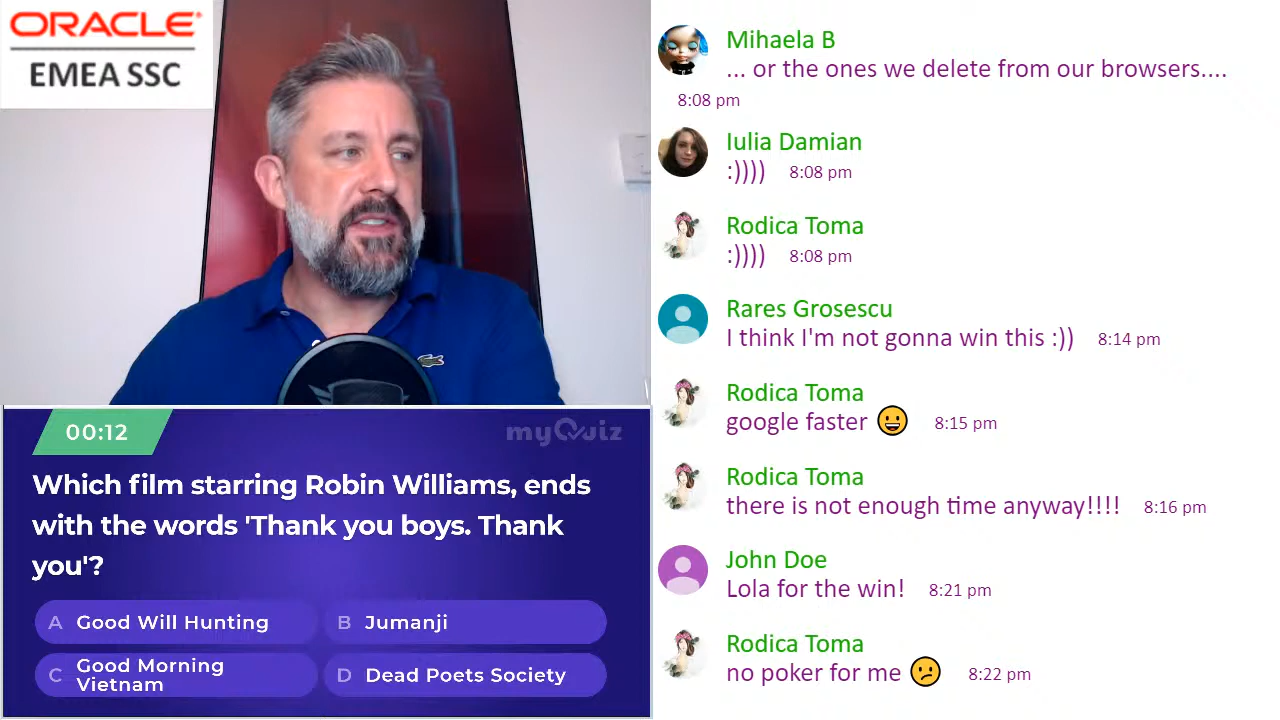 ORACLE
EMEA SSC
00:12
myQuiz
Which film starring Robin Williams, ends
with the words 'Thank you boys. Thank
you'?
A Good Will Hunting
B Jumanji
C Good Morning
Vietnam
D Dead Poets Society
Mihaela B
... or the ones we delete from our browsers....
8:08 pm
Iulia Damian
:)))) 8:08 pm
Rodica Toma
:)))) 8:08 pm
Rares Grosescu
I think I'm not gonna win this :)) 8:14 pm
Rodica Toma
google faster 😀 8:15 pm
Rodica Toma
there is not enough time anyway!!!! 8:16 pm
John Doe
Lola for the win! 8:21 pm
Rodica Toma
no poker for me 😕 8:22 pm